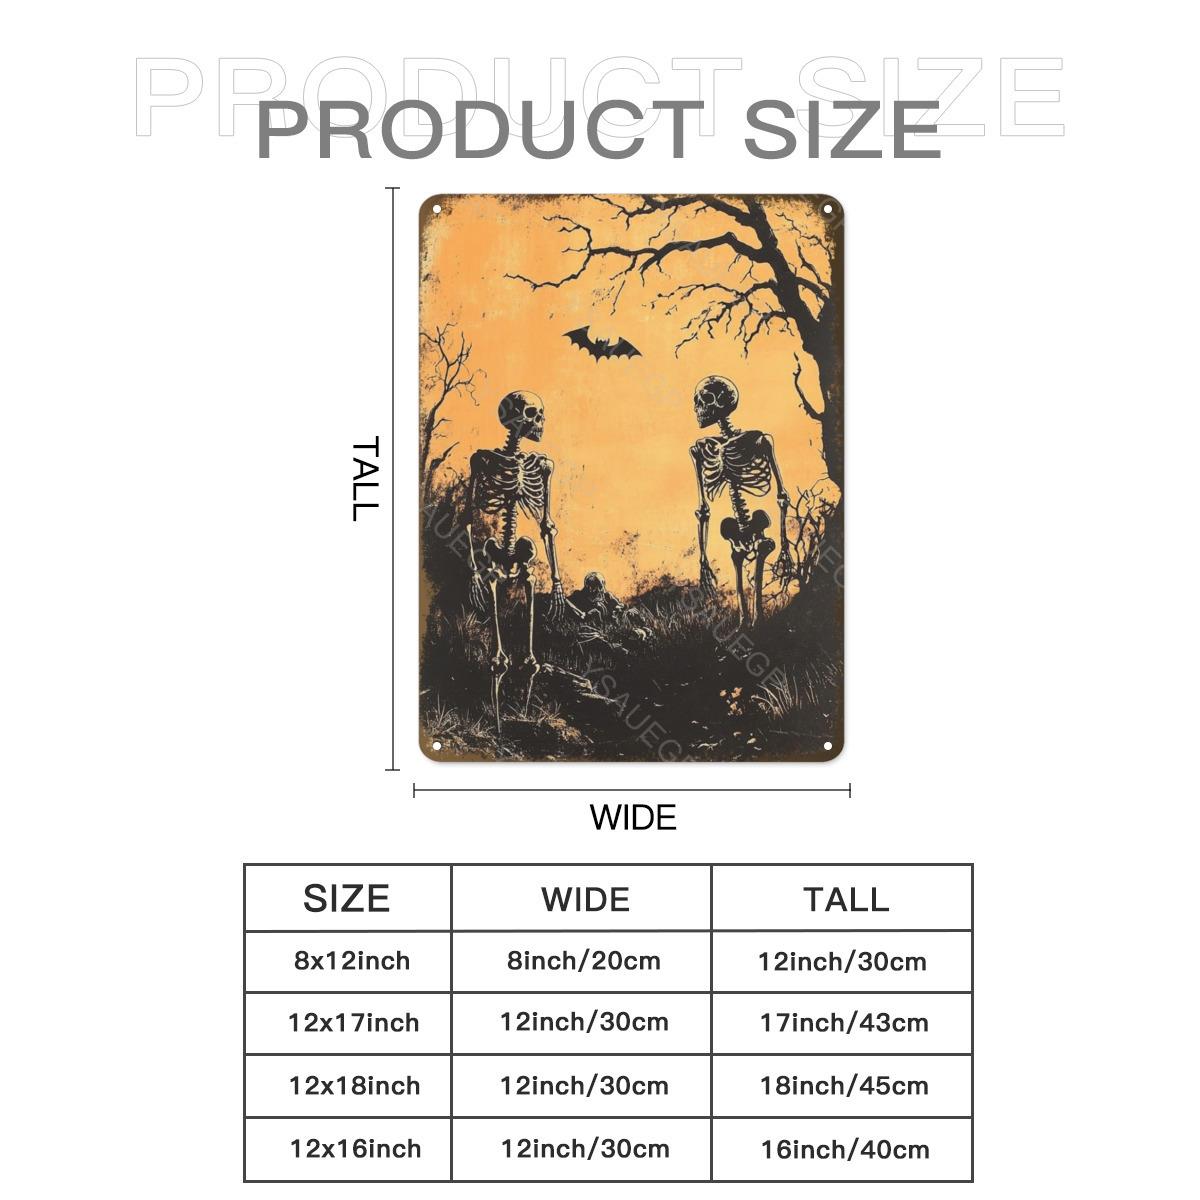 PRODUCT SIZE
PRODUCT SIZE
TALL
WIDE
SIZE WIDE TALL
8x12inch 8inch/20cm 12inch/30cm
12x17inch 12inch/30cm 17inch/43cm
12x18inch 12inch/30cm 18inch/45cm
12x16inch 12inch/30cm 16inch/40cm
YSAUEGE